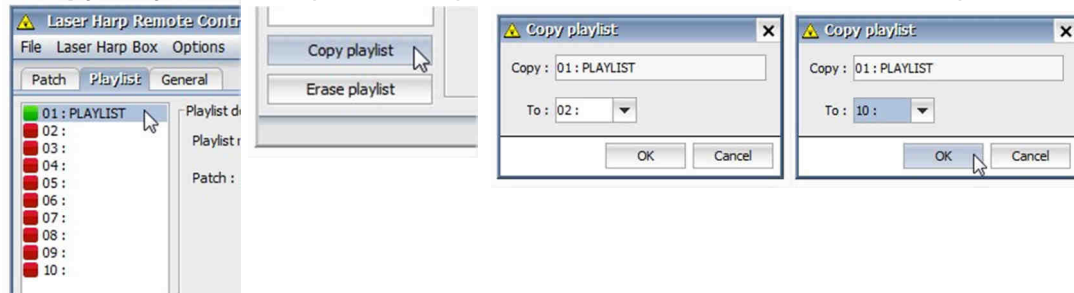 Laser Harp Remote Contr
File Laser Harp Box Options
Patch Playlist General
01 : PLAYLIST
02 :
03 :
04 :
05 :
06 :
07 :
08 :
09 :
10 :
Playlist de
Playlist n
Patch :
Copy playlist
Erase playlist
Copy playlist
Copy : 01 : PLAYLIST
To : 02 :
OK Cancel
Copy playlist
Copy : 01 : PLAYLIST
To : 10 :
OK Cancel